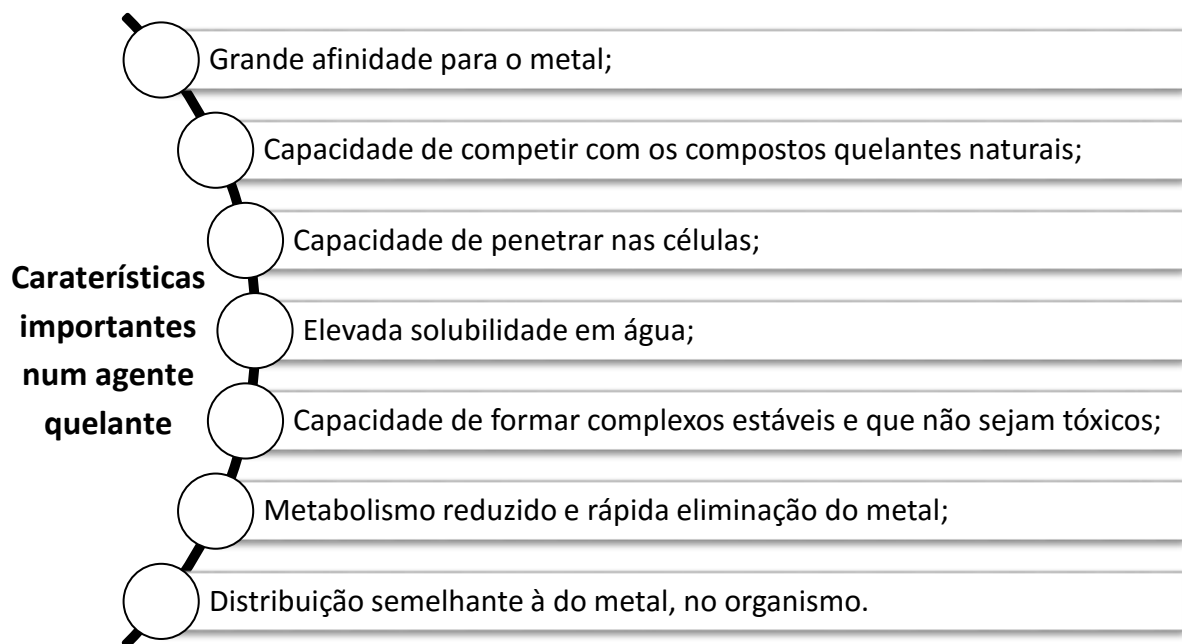 Caraterísticas
importantes
num agente
quelante
Grande afinidade para o metal;
Capacidade de competir com os compostos quelantes naturais;
Capacidade de penetrar nas células;
Elevada solubilidade em água;
Capacidade de formar complexos estáveis e que não sejam tóxicos;
Metabolismo reduzido e rápida eliminação do metal;
Distribuição semelhante à do metal, no organismo.